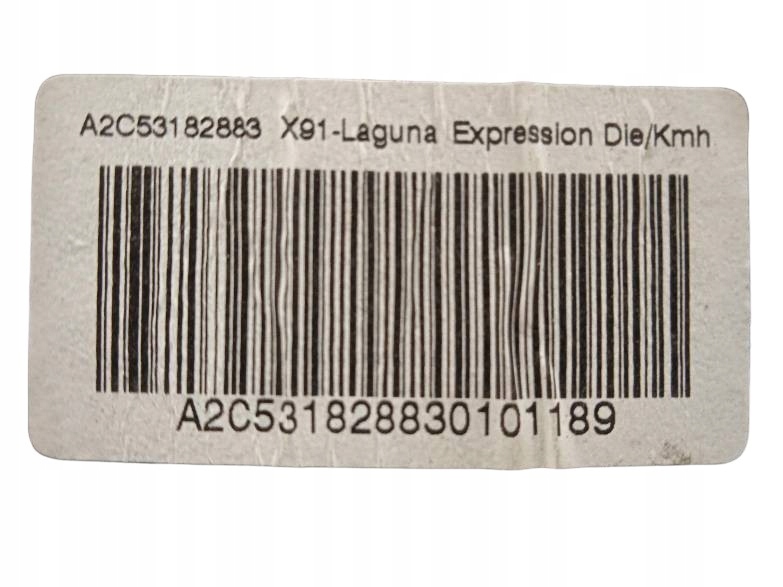 A2C53182883 X91-Laguna Expression Die/Kmh
A2C531828830101189